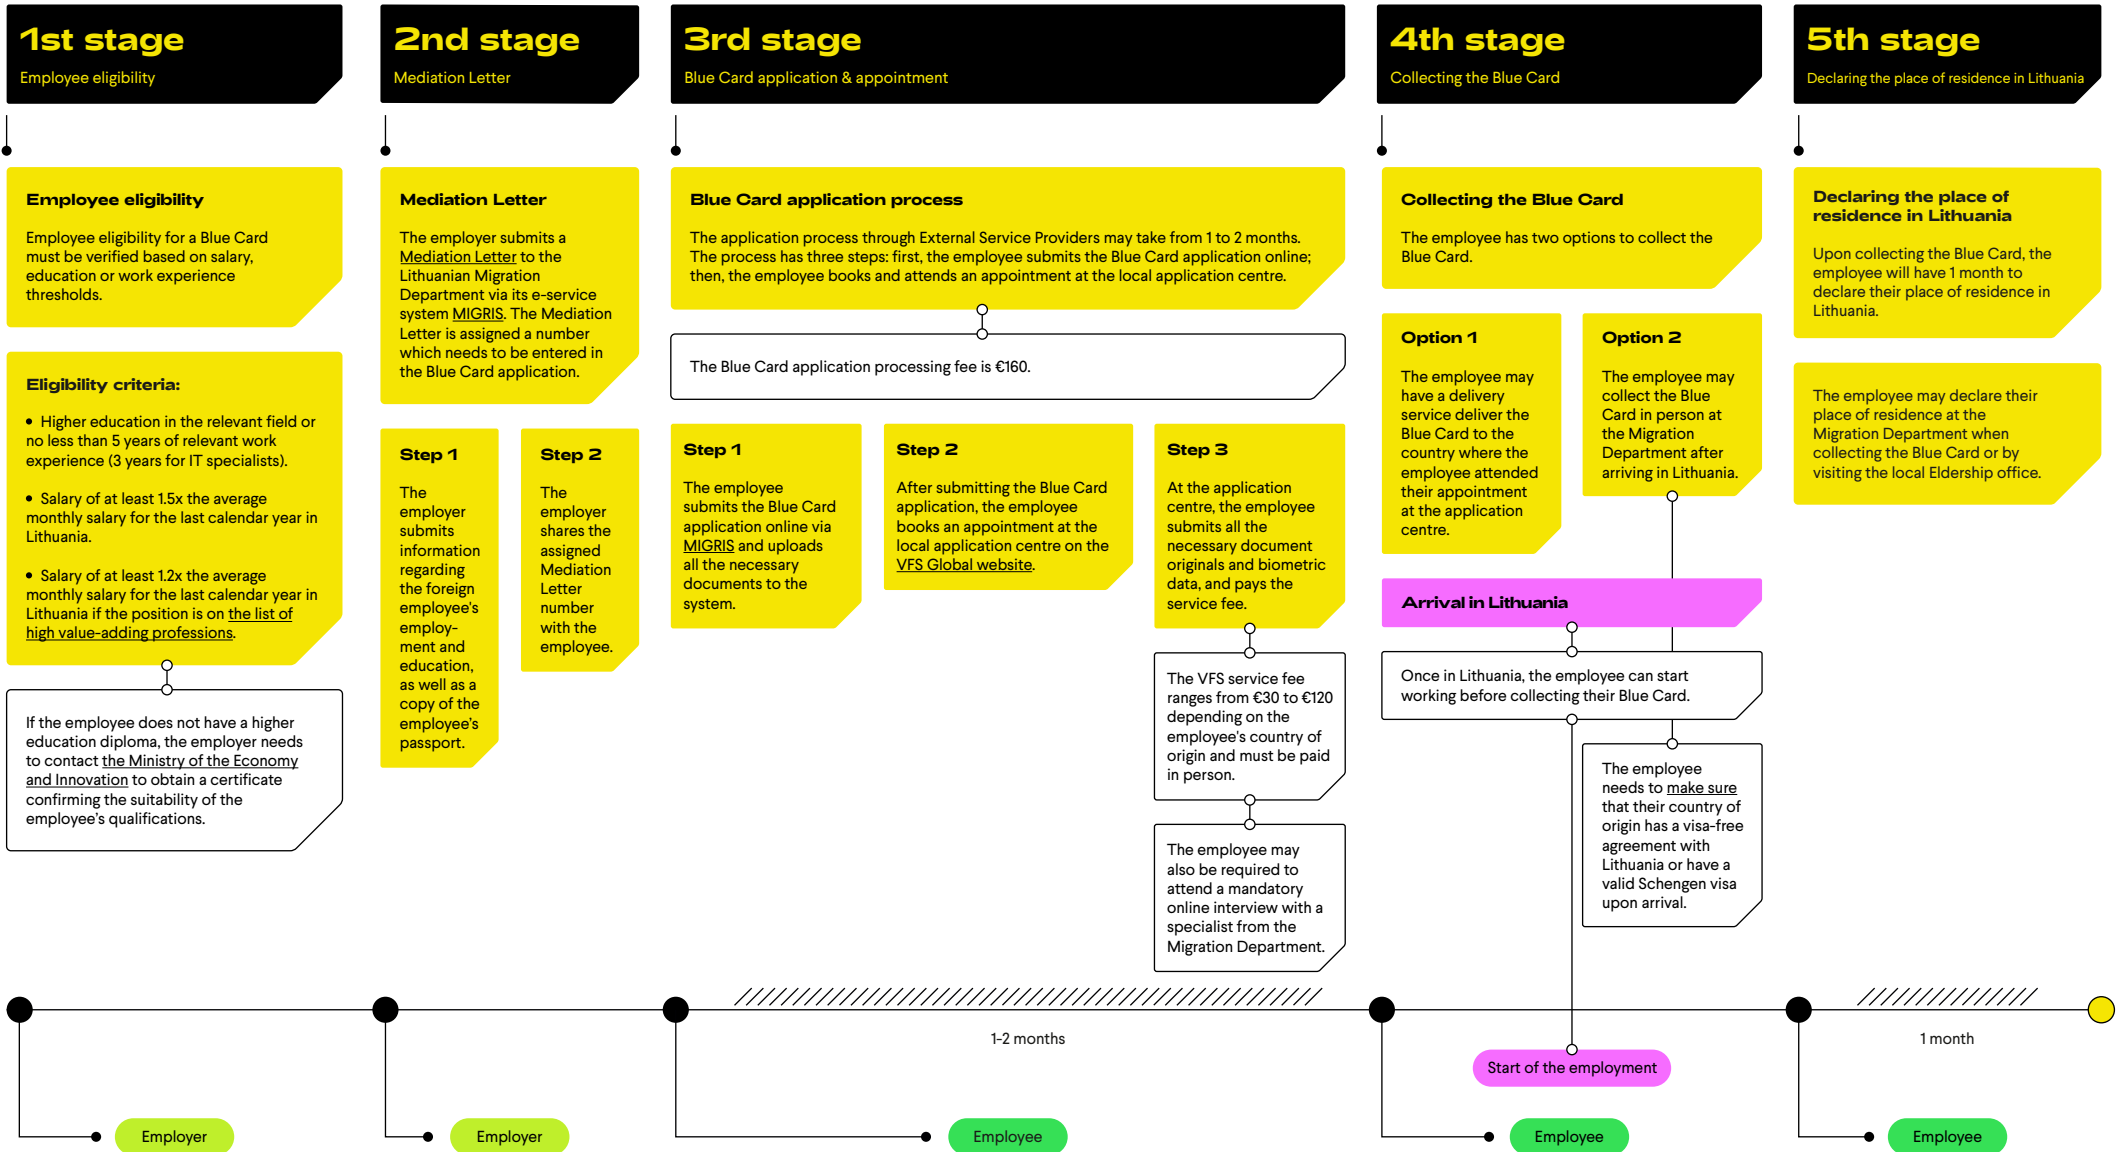 1st stage
Employee eligibility
Employee eligibility
Employee eligibility for a Blue Card
must be verified based on salary,
education or work experience
thresholds.
Eligibility criteria:
• Higher education in the relevant field or
no less than 5 years of relevant work
experience (3 years for IT specialists).
• Salary of at least 1.5x the average
monthly salary for the last calendar year in
Lithuania.
• Salary of at least 1.2x the average
monthly salary for the last calendar year in
Lithuania if the position is on the list of
high value-adding professions.
If the employee does not have a higher
education diploma, the employer needs
to contact the Ministry of the Economy
and Innovation to obtain a certificate
confirming the suitability of the
employee's qualifications.
2nd stage
Mediation Letter
Mediation Letter
The employer submits a
Mediation Letter to the
Lithuanian Migration
Department via its e-service
system MIGRIS. The Mediation
Letter is assigned a number
which needs to be entered in
the Blue Card application.
Step 1
The
employer
submits
information
regarding
the foreign
employee's
employ-
ment and
education,
as well as a
copy of the
employee's
passport.
Step 2
The
employer
shares the
assigned
Mediation
Letter
number
with the
employee.
3rd stage
Blue Card application & appointment
Blue Card application process
The application process through External Service Providers may take from 1 to 2 months.
The process has three steps: first, the employee submits the Blue Card application online;
then, the employee books and attends an appointment at the local application centre.
The Blue Card application processing fee is €160.
Step 1
The employee
submits the Blue Card
application online via
MIGRIS and uploads
all the necessary
documents to the
system.
Step 2
After submitting the Blue Card
application, the employee
books an appointment at the
local application centre on the
VFS Global website.
Step 3
At the application
centre, the employee
submits all the
necessary document
originals and biometric
data, and pays the
service fee.
The VFS service fee
ranges from €30 to €120
depending on the
employee's country of
origin and must be paid
in person.
The employee may
also be required to
attend a mandatory
online interview with a
specialist from the
Migration Department.
4th stage
Collecting the Blue Card
Collecting the Blue Card
The employee has two options to collect the
Blue Card.
Option 1
The employee may
have a delivery
service deliver the
Blue Card to the
country where the
employee attended
their appointment
at the application
centre.
Option 2
The employee may
collect the Blue
Card in person at
the Migration
Department after
arriving in Lithuania.
Arrival in Lithuania
Once in Lithuania, the employee can start
working before collecting their Blue Card.
The employee
needs to make sure
that their country of
origin has a visa-free
agreement with
Lithuania or have a
valid Schengen visa
upon arrival.
5th stage
Declaring the place of residence in Lithuania
Declaring the place of
residence in Lithuania
Upon collecting the Blue Card, the
employee will have 1 month to
declare their place of residence in
Lithuania.
The employee may declare their
place of residence at the
Migration Department when
collecting the Blue Card or by
visiting the local Eldership office.
1-2 months
1 month
Start of the employment
Employer
Employer
Employee
Employee
Employee